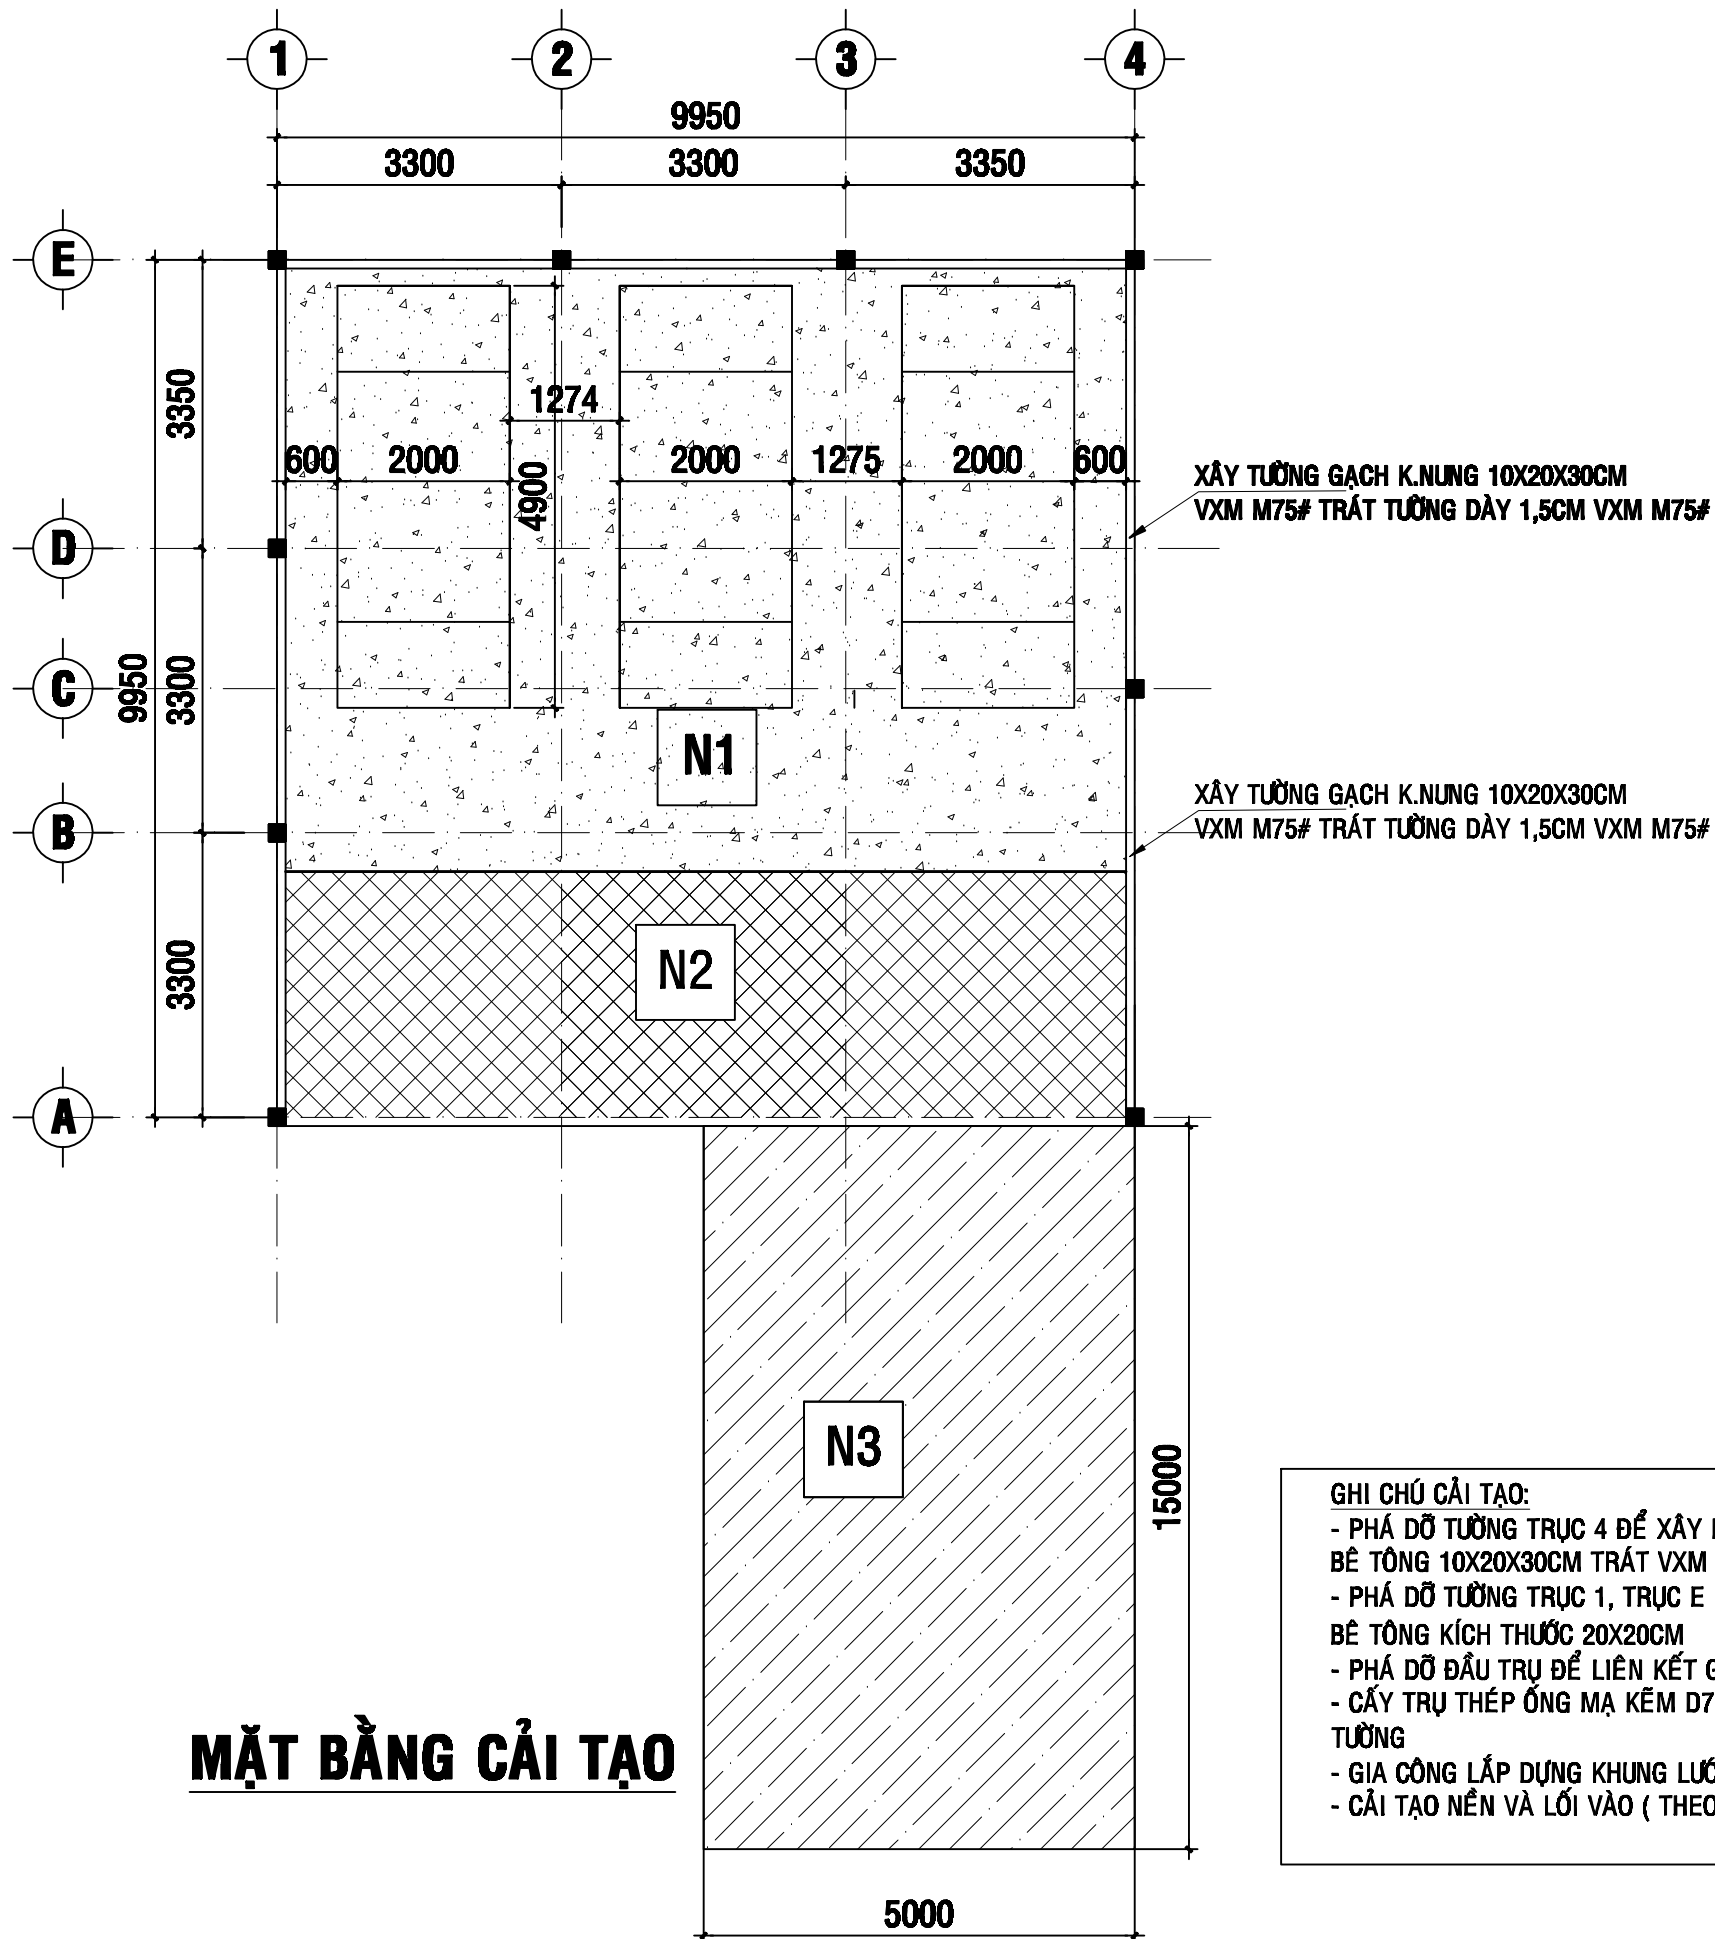 1 2 3 4
9950
3300 3300 3350
E
3350
1274
600 2000 2000 1275 2000 600
4900
XÂY TƯỜNG GẠCH K.NUNG 10X20X30CM
VXM M75# TRÁT TƯỜNG DÀY 1,5CM VXM M75#
D
C
9950
3300
N1
XÂY TƯỜNG GẠCH K.NUNG 10X20X30CM
VXM M75# TRÁT TƯỜNG DÀY 1,5CM VXM M75#
B
3300
N2
A
N3
15000
5000
MẶT BẰNG CẢI TẠO
GHI CHÚ CẢI TẠO:
- PHÁ DỠ TƯỜNG TRỤC 4 ĐỂ XÂY
BÊ TÔNG 10X20X30CM TRÁT VXM
- PHÁ DỠ TƯỜNG TRỤC 1, TRỤC E
BÊ TÔNG KÍCH THƯỚC 20X20CM
- PHÁ DỠ ĐẦU TRỤ ĐỂ LIÊN KẾT
- CẤY TRỤ THÉP ỐNG MẠ KẼM D7
TƯỜNG
- GIA CÔNG LẮP DỰNG KHUNG
- CẢI TẠO NỀN VÀ LỐI VÀO ( THEO